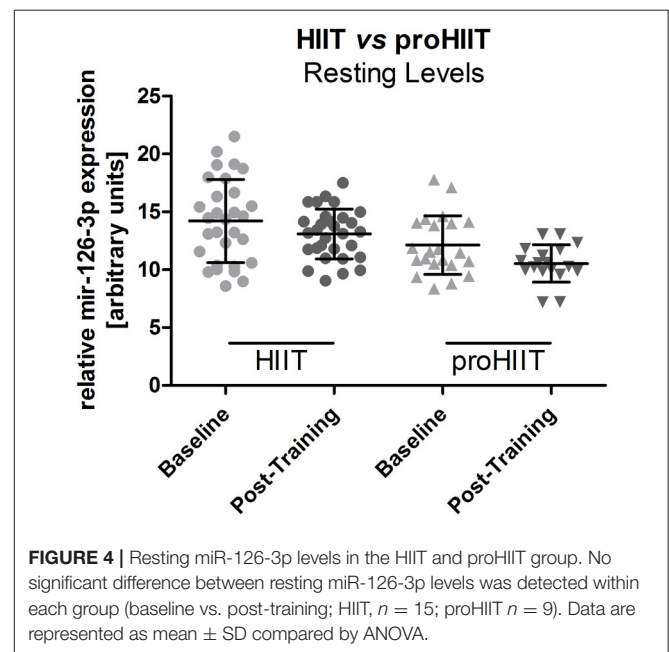 HIIT vs proHIIT
Resting Levels
relative mir-126-3p expression
[arbitrary units]
25
20
15
10
5
0
HIIT
proHIIT
Baseline
Post-Training
Baseline
Post-Training
FIGURE 4 | Resting miR-126-3p levels in the HIIT and proHIIT group. No
significant difference between resting miR-126-3p levels was detected within
each group (baseline vs. post-training; HIIT, n = 15; proHIIT n = 9). Data are
represented as mean ± SD compared by ANOVA.